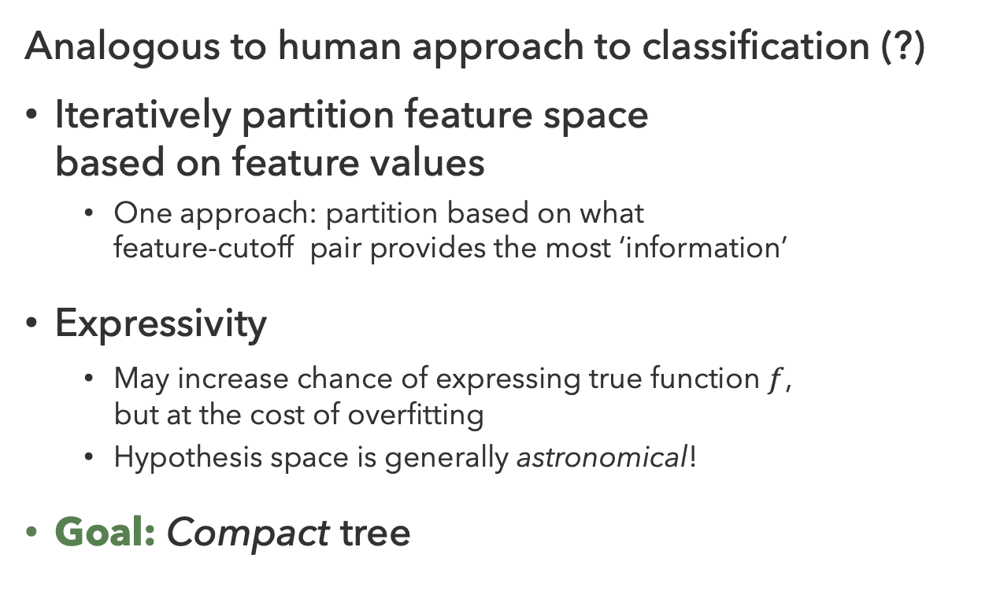 Analogous to human approach to classification (?)
• Iteratively partition feature space
based on feature values
• One approach: partition based on what
feature-cutoff  pair provides the most ‘information’
• Expressivity
• May increase chance of expressing true function f,
but at the cost of overfitting
• Hypothesis space is generally astronomical!
• Goal: Compact tree